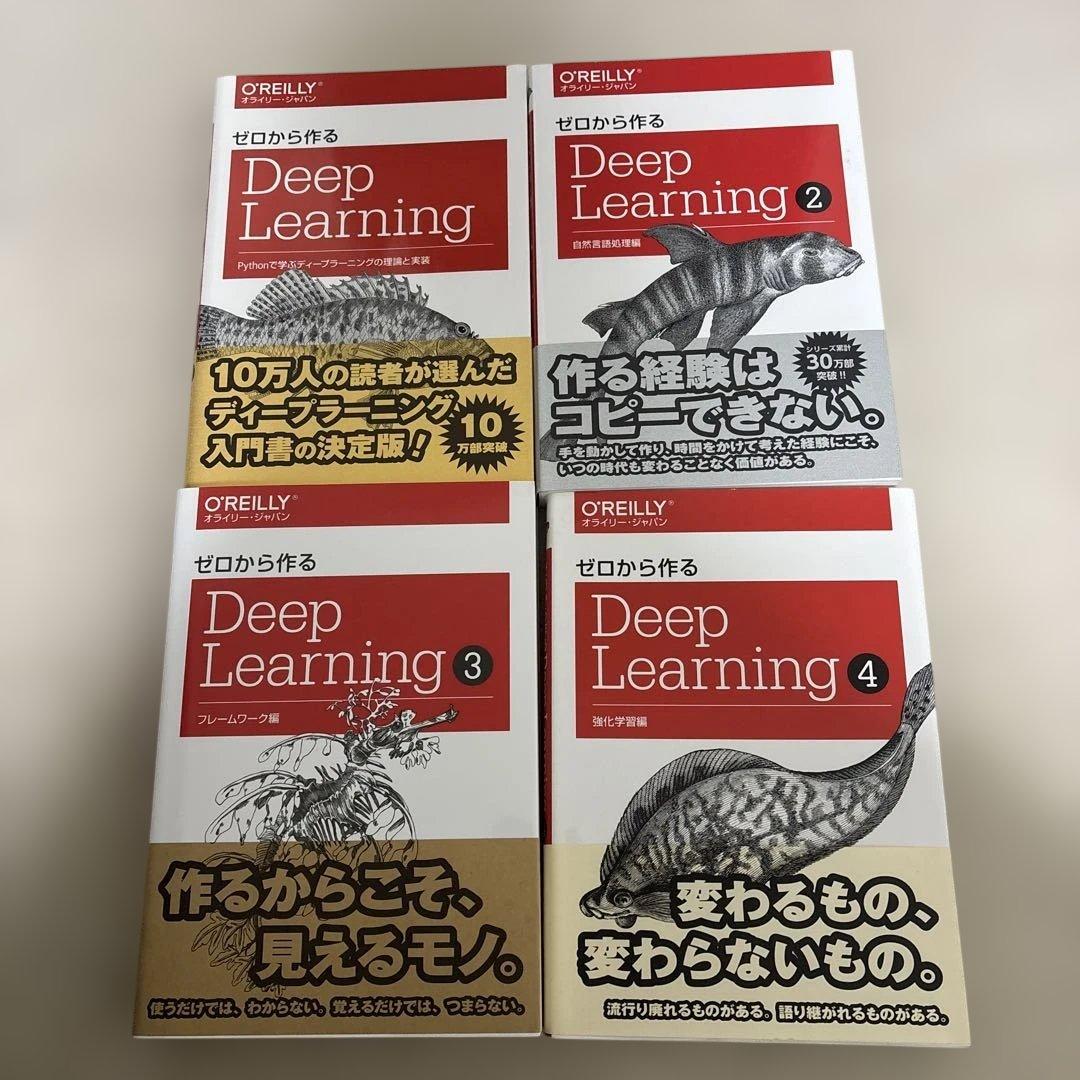 O'REILLY®
オライリー・ジャパン
ゼロから作る
Deep
Learning
Pythonで学ぶディープラーニングの理論と実装
10万人の読者が選んだ
ディープラーニング
入門書の決定版!
10
万部突破
O'REILLY®
オライリー・ジャパン
ゼロから作る
Deep
Learning 2
自然言語処理編
シリーズ累計
30万部
突破!!
作る経験は
コピーできない。
手を動かして作り、時間をかけて考えた経験にこそ、
いつの時代も変わることなく価値がある。
O'REILLY®
オライリー・ジャパン
ゼロから作る
Deep
Learning 3
フレームワーク編
作るからこそ、
見えるモノ。
使うだけでは、わからない。覚えるだけでは、つまらない。
O'REILLY®
オライリー・ジャパン
ゼロから作る
Deep
Learning 4
強化学習編
変わるもの、
変わらないもの。
流行り廃れるものがある。語り継がれるものがある。